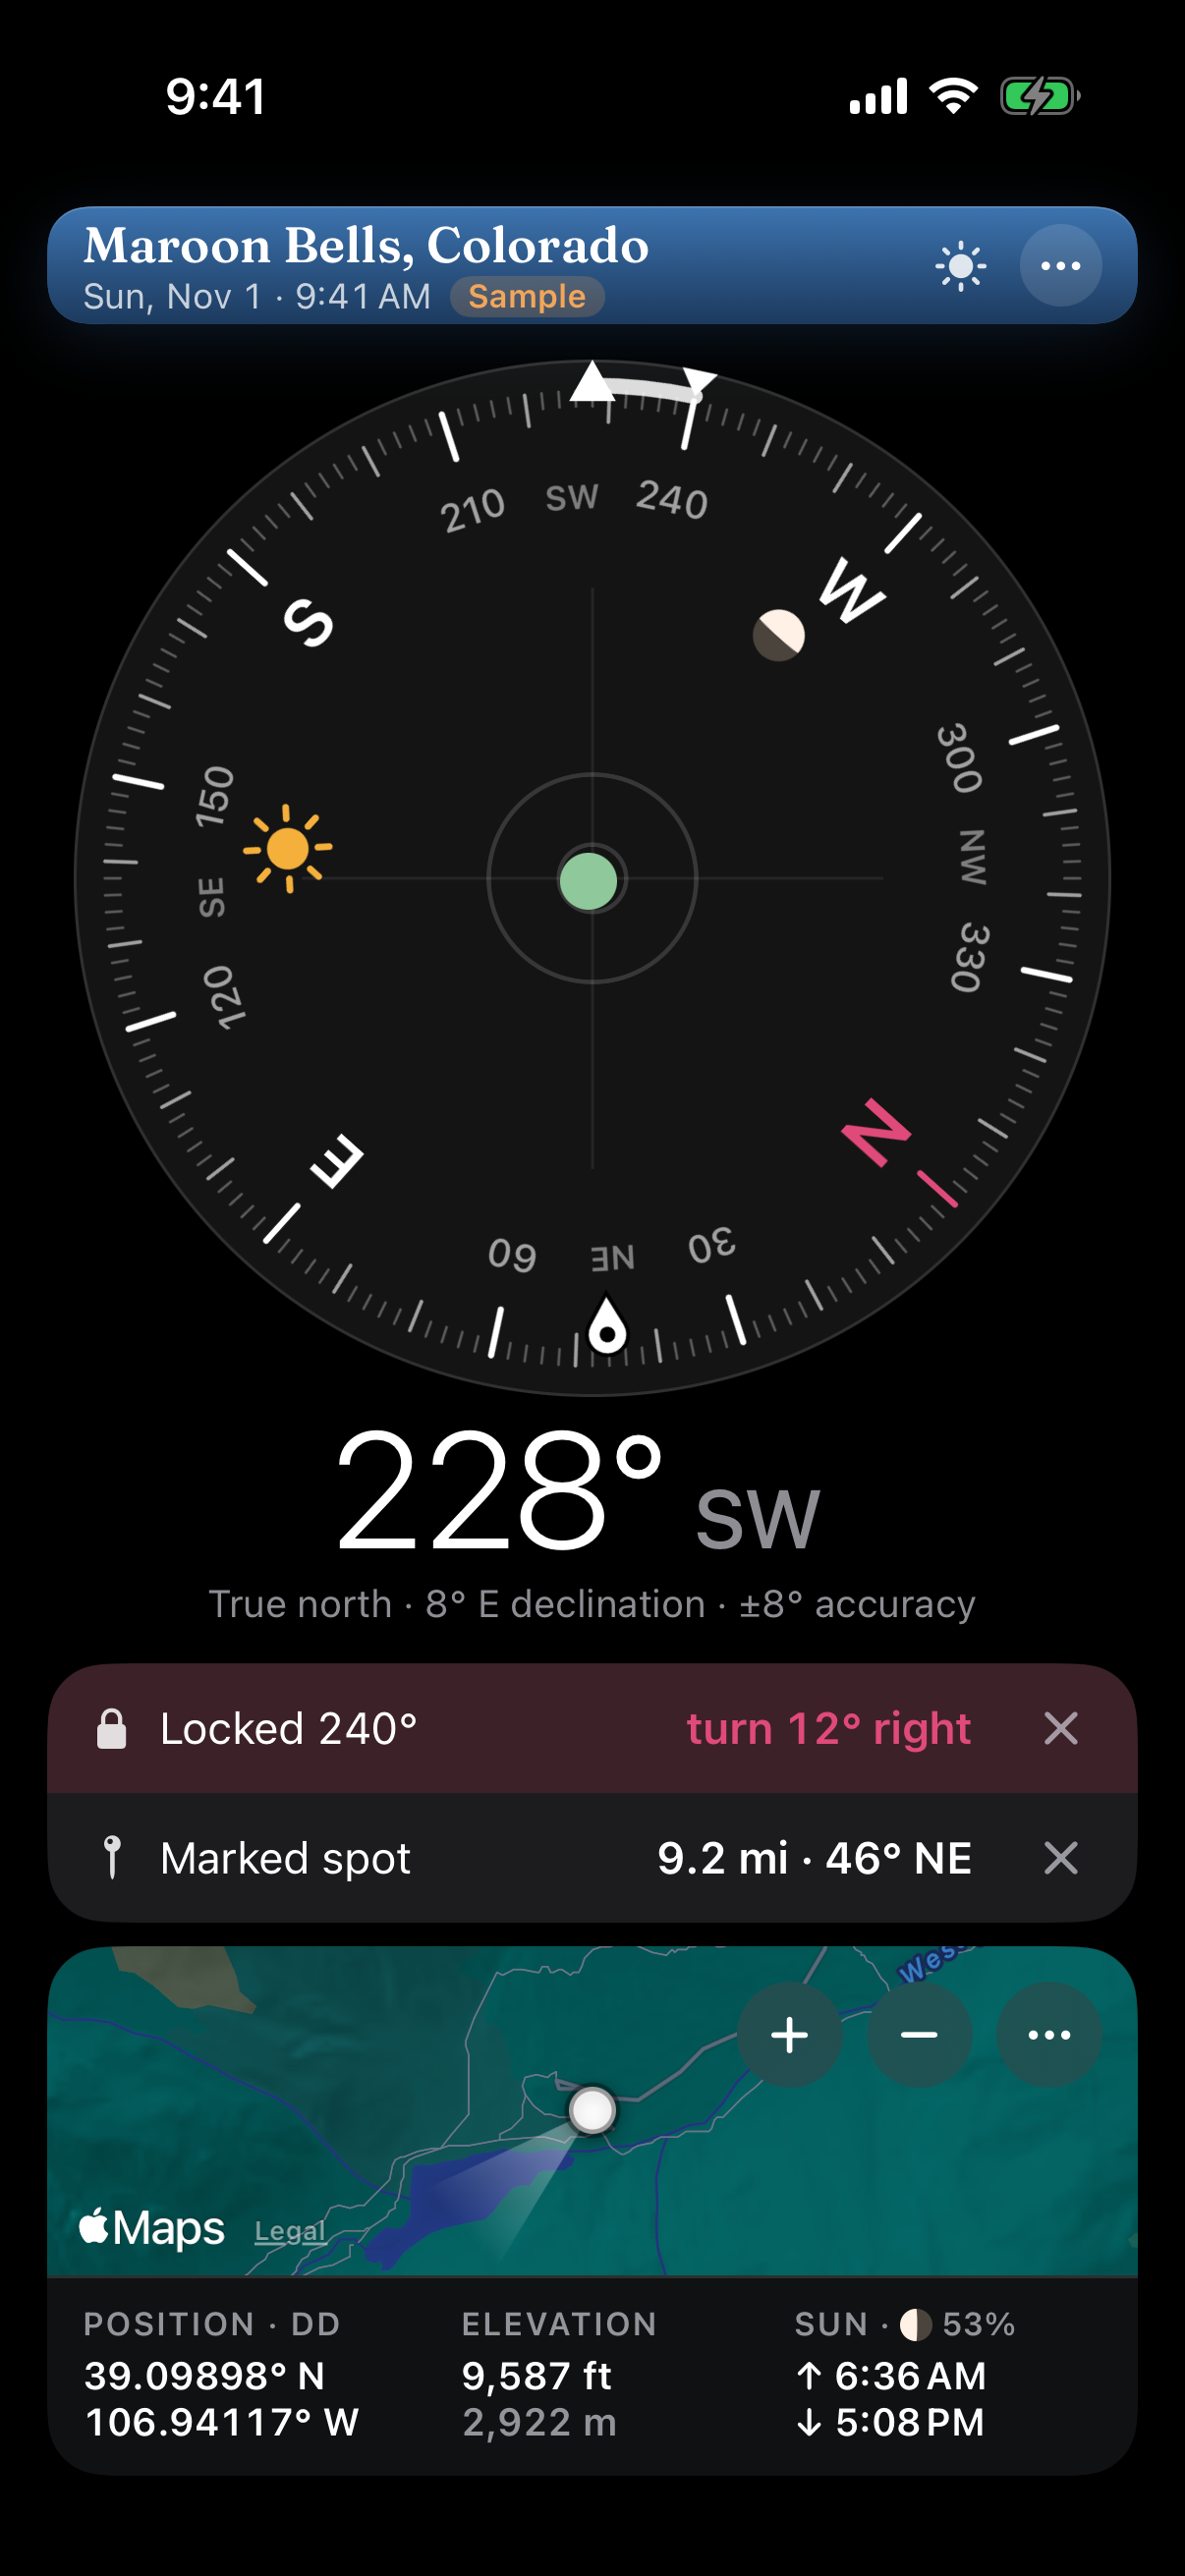 9:41
Maroon Bells, Colorado
Sun, Nov 1 · 9:41 AM Sample
210 SW 240
S W
150 300
SE NW
120 330
E N
60 NE 30
228° SW
True north · 8° E declination · ±8° accuracy
Locked 240° turn 12° right
Marked spot 9.2 mi · 46° NE
Maps Legal
POSITION · DD ELEVATION SUN · 53%
39.09898° N 9,587 ft ↑ 6:36 AM
106.94117° W 2,922 m ↓ 5:08 PM